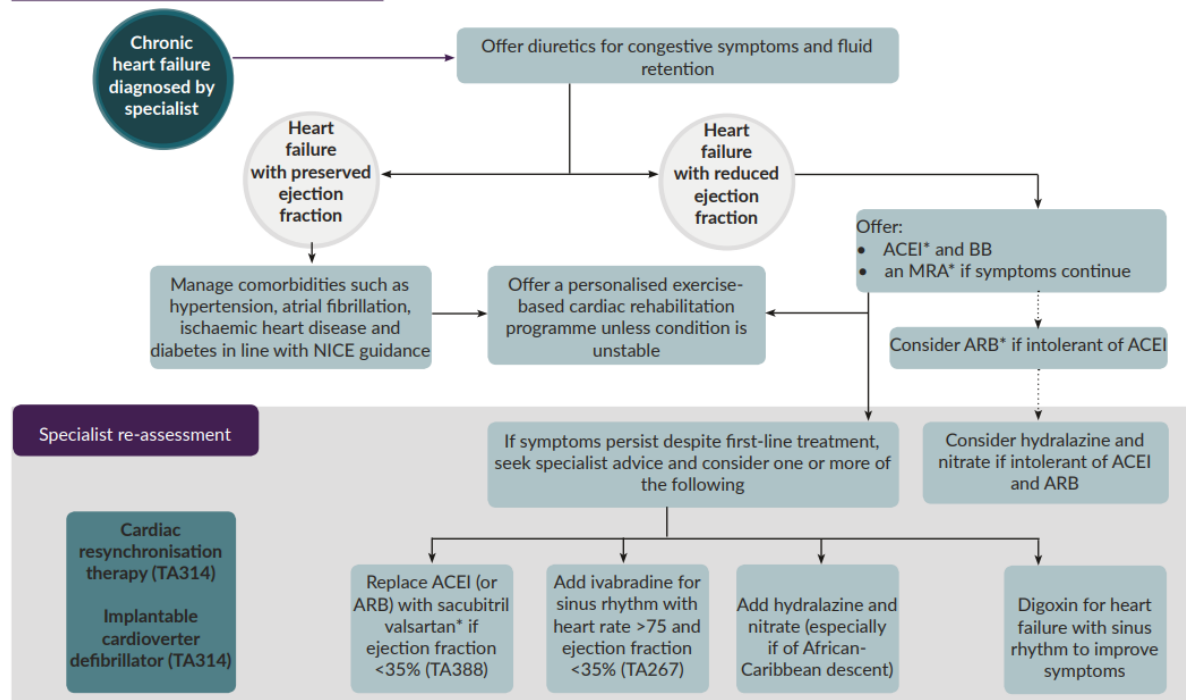 Chronic
heart failure
diagnosed by
specialist
Offer diuretics for congestive symptoms and fluid
retention
Heart
failure
with preserved
ejection
fraction
Heart
failure
with reduced
ejection
fraction
Offer:
• ACEI* and BB
• an MRA* if symptoms continue
Manage comorbidities such as
hypertension, atrial fibrillation,
ischaemic heart disease and
diabetes in line with NICE guidance
Offer a personalised exercise-
based cardiac rehabilitation
programme unless condition is
unstable
Consider ARB* if intolerant of ACEI
Specialist re-assessment
If symptoms persist despite first-line treatment,
seek specialist advice and consider one or more of
the following
Consider hydralazine and
nitrate if intolerant of ACEI
and ARB
Cardiac
resynchronisation
therapy (TA314)
Implantable
cardioverter
defibrillator (TA314)
Replace ACEI (or
ARB) with sacubitril
valsartan* if
ejection fraction
<35% (TA388)
Add ivabradine for
sinus rhythm with
heart rate >75 and
ejection fraction
<35% (TA267)
Add hydralazine and
nitrate (especially
if of African-
Caribbean descent)
Digoxin for heart
failure with sinus
rhythm to improve
symptoms